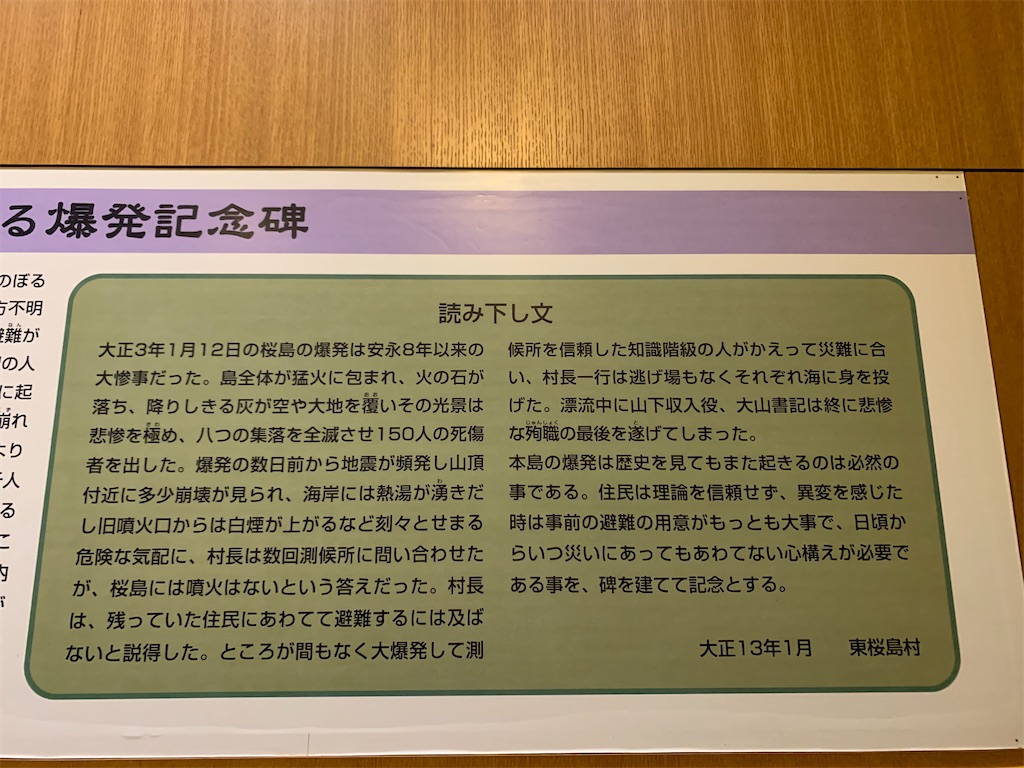 る爆発記念碑
のぼる
方不明
避難が
の人
に起
崩れ
より
人
る
こ
内
が
読み下し文
大正3年1月12日の桜島の爆発は安永8年以来の
大惨事だった。島全体が猛火に包まれ、火の石が
落ち、降りしきる灰が空や大地を覆いその光景は
悲惨を極め、八つの集落を全滅させ150人の死傷
者を出した。爆発の数日前から地震が頻発し山頂
付近に多少崩壊が見られ、海岸には熱湯が湧きだ
し旧噴火口からは白煙が上がるなど刻々とせまる
危険な気配に、村長は数回測候所に問い合わせた
が、桜島には噴火はないという答えだった。村長
は、残っていた住民にあわてて避難するには及ば
ないと説得した。ところが間もなく大爆発して測
候所を信頼した知識階級の人がかえって災難に合
い、村長一行は逃げ場もなくそれぞれ海に身を投
げた。漂流中に山下収入役、大山書記は終に悲惨
な殉職の最後を遂げてしまった。
本島の爆発は歴史を見てもまた起きるのは必然の
事である。住民は理論を信頼せず、異変を感じた
時は事前の避難の用意がもっとも大事で、日頃か
らいつ災いにあってもあわてない心構えが必要で
ある事を、碑を建てて記念とする。
大正13年1月　東桜島村